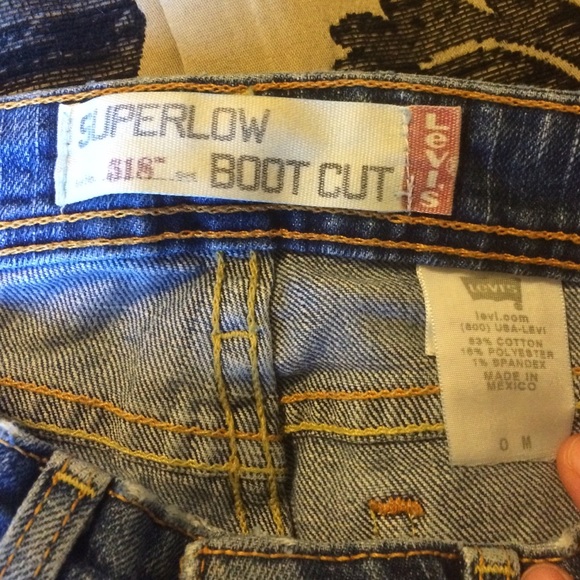 SUPERLOW
518™ BOOT CUT
Levi's
LEVI'S
levi.com
(800) USA-LEVI
83% COTTON
16% POLYESTER
1% SPANDEX
MADE IN
MEXICO
0 M